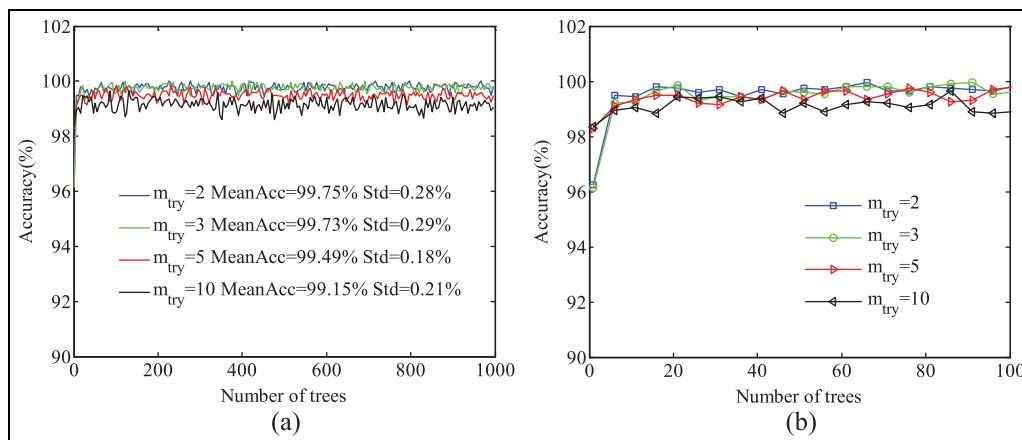 102
100
98
96
94
92
90
Accuracy(%)
m_try=2 MeanAcc=99.75% Std=0.28%
m_try=3 MeanAcc=99.73% Std=0.29%
m_try=5 MeanAcc=99.49% Std=0.18%
m_try=10 MeanAcc=99.15% Std=0.21%
0 200 400 600 800 1000
Number of trees
(a)
102
100
98
96
94
92
90
Accuracy(%)
m_try=2
m_try=3
m_try=5
m_try=10
0 20 40 60 80 100
Number of trees
(b)